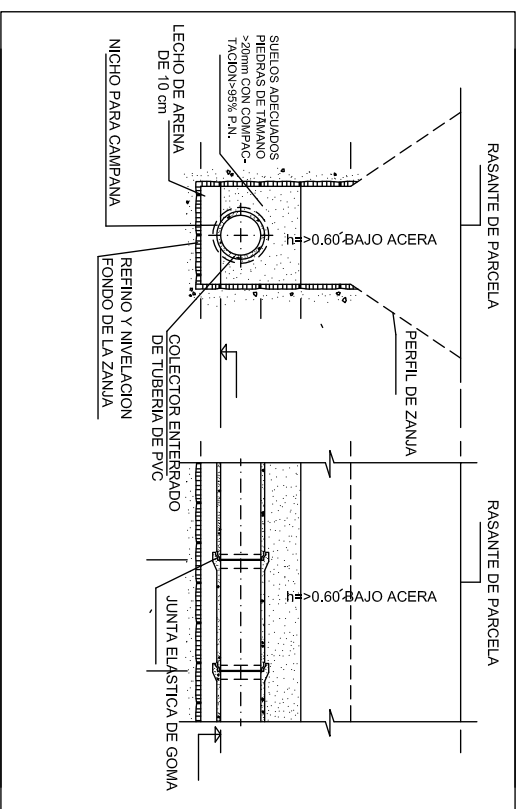 RASANTE DE PARCELA
RASANTE DE PARCELA
PERFIL DE ZANJA
h=>0.60´BAJO ACERA
h=>0.60´BAJO ACERA
SUELOS ADECUADOS
PIEDRAS DE TAMANO
>20mm CON COMPAC-
TACION>95% P.N.
LECHO DE ARENA
DE 10 cm
NICHO PARA CAMPANA
COLECTOR ENTERRADO
DE TUBERIA DE PVC
REFINO Y NIVELACION
FONDO DE LA ZANJA
JUNTA ELASTICA DE GOMA